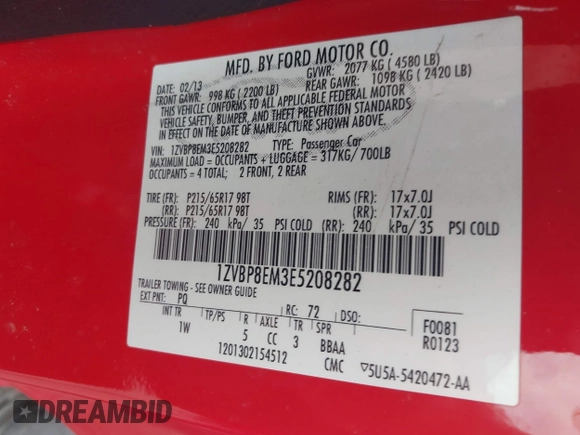 MFD. BY FORD MOTOR CO.
DATE: 02/13 GVWR: 2077 KG ( 4580 LB)
FRONT GAWR: 998 KG ( 2200 LB) REAR GAWR: 1098 KG ( 2420 LB)
THIS VEHICLE CONFORMS TO ALL APPLICABLE FEDERAL MOTOR
VEHICLE SAFETY, BUMPER, AND THEFT PREVENTION STANDARDS
IN EFFECT ON THE DATE OF MANUFACTURE SHOWN ABOVE.
VIN: 1ZVBP8EM3E5208282 TYPE: Passenger Car
MAXIMUM LOAD = OCCUPANTS + LUGGAGE = 317KG/ 700LB
OCCUPANTS = 4 TOTAL; 2 FRONT, 2 REAR
TIRE (FR): P215/65R17 98T RIMS (FR): 17x7.0J
(RR): P215/65R17 98T (RR): 17x7.0J
PRESSURE (FR): 240 kPa/ 35 PSI COLD (RR): 240 kPa/ 35 PSI COLD
1ZVBP8EM3E5208282
TRAILER TOWING - SEE OWNER GUIDE
EXT PNT: PQ RC: 72 DSO: F0081
INT TR TP/PS R AXLE TR SPR R0123
1W 5 CC 3 BBAA
1201302154512 CMC ▽5U5A-5420472-AA
DREAMBID